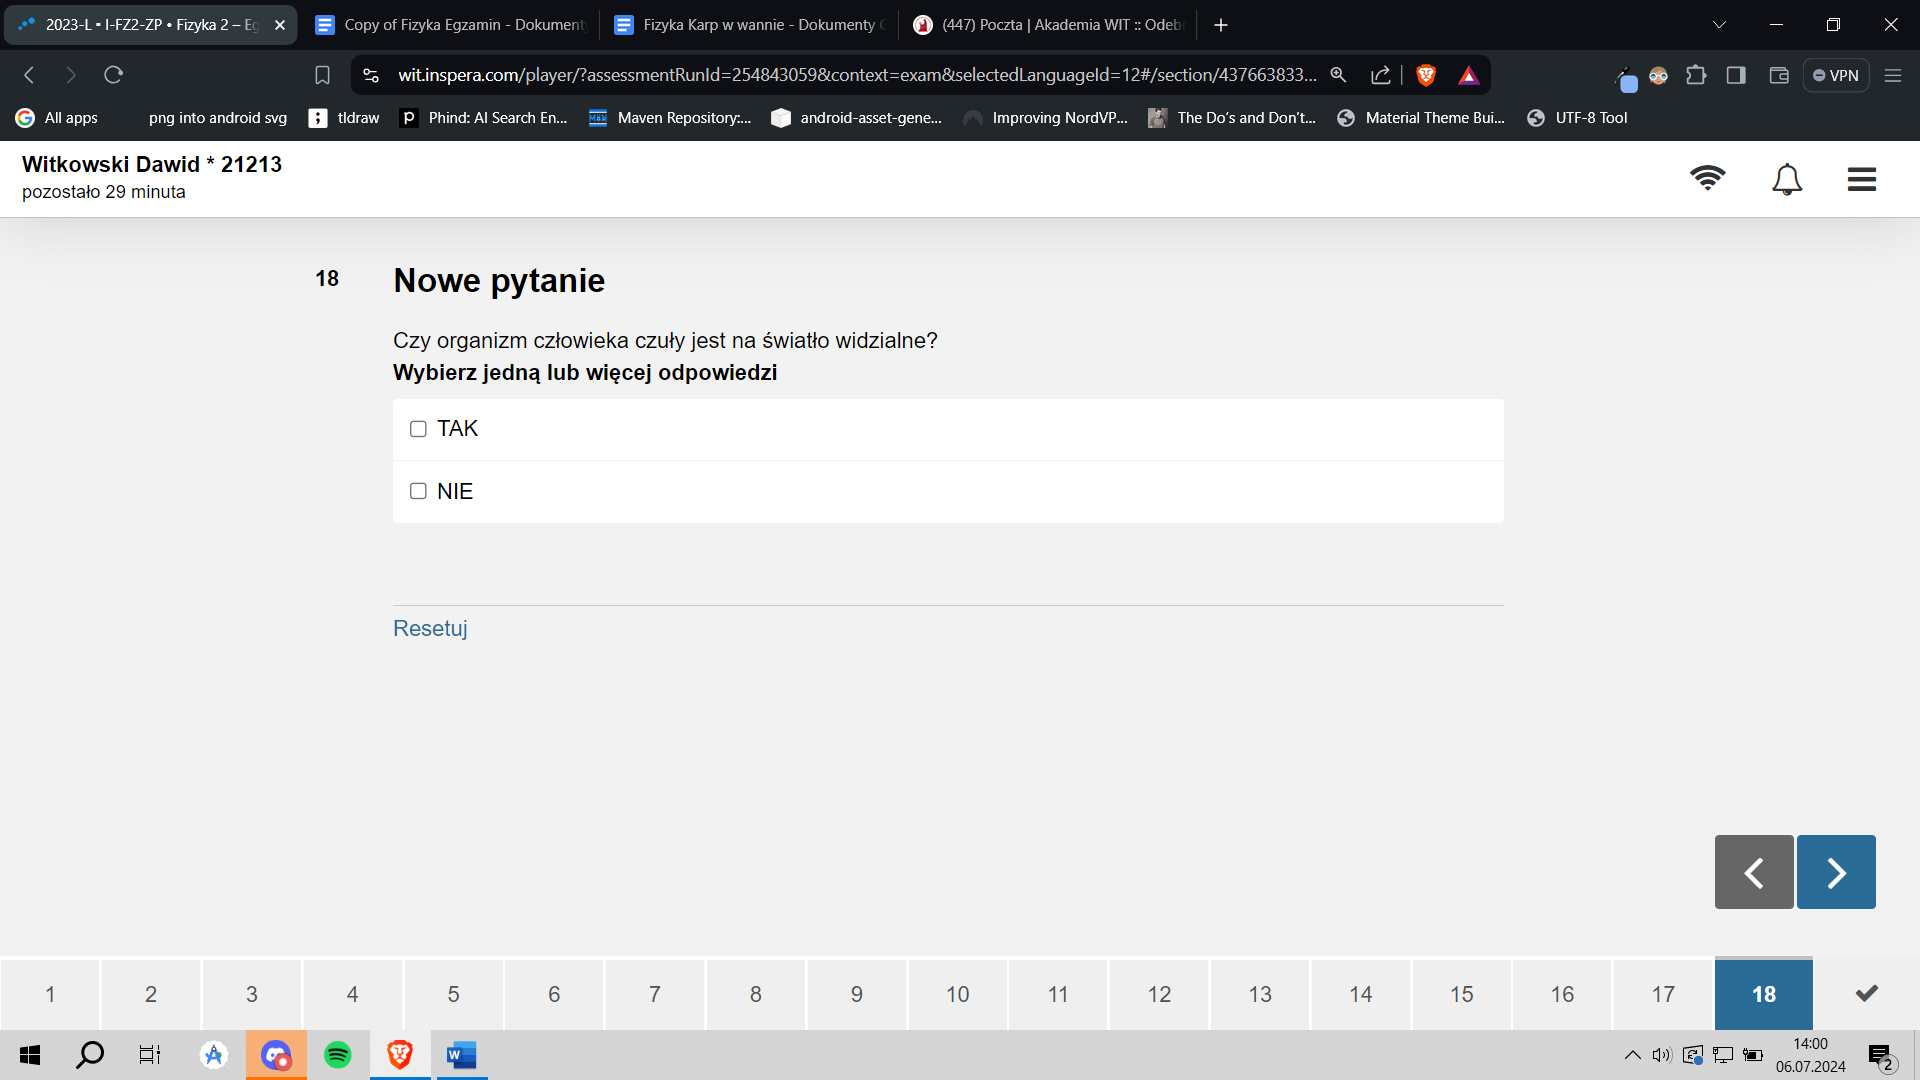 2023-L • I-FZ2-ZP • Fizyka 2 – Eg
Copy of Fizyka Egzamin - Dokument
Fizyka Karp w wannie - Dokumenty
(447) Poczta | Akademia WIT :: Odeb
wit.inspera.com/player/?assessmentRunId=254843059&context=exam&selectedLanguageId=12#/section/437663833...
VPN
All apps
png into android svg
tldraw
Phind: AI Search En...
Maven Repository:...
android-asset-gene...
Improving NordVP...
The Do's and Don't...
Material Theme Bui...
UTF-8 Tool
Witkowski Dawid * 21213
pozostało 29 minuta
18
Nowe pytanie
Czy organizm człowieka czuły jest na światło widzialne?
Wybierz jedną lub więcej odpowiedzi
TAK
NIE
Resetuj
1 2 3 4 5 6 7 8 9 10 11 12 13 14 15 16 17 18
14:00
06.07.2024
2